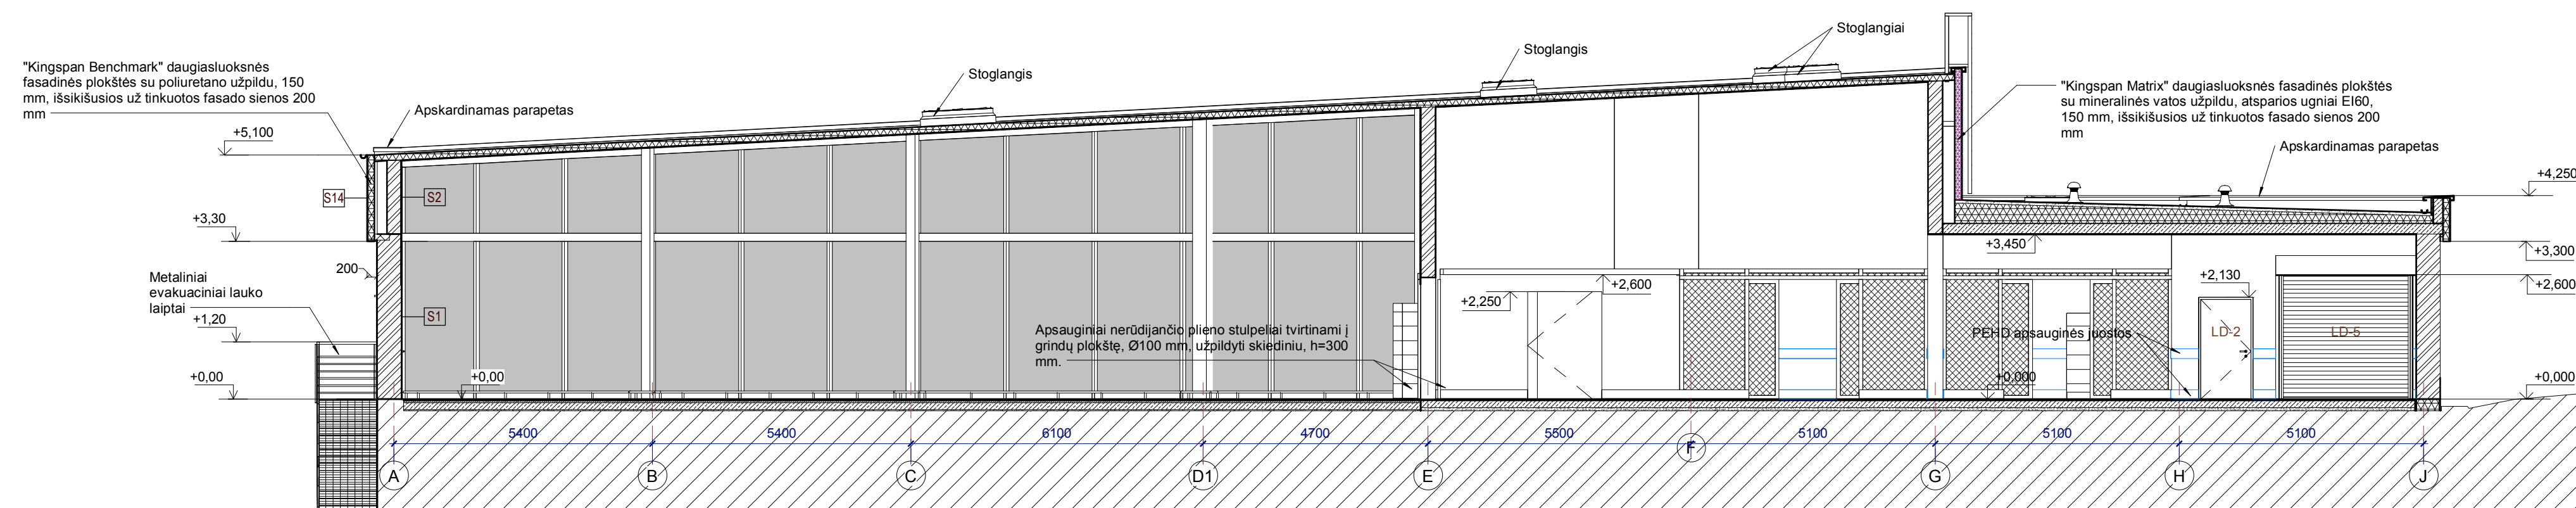 "Kingspan Benchmark" daugiasluoksnės
fasadinės plokštės su poliuretano užpildu, 150
mm, išsikišusios už tinkuotos fasado sienos 200
mm
+5,100
Apskardinamas parapetas
Stoglangis
Stoglangis
Stoglangiai
"Kingspan Matrix" daugiasluoksnės fasadinės plokštės
su mineralinės vatos užpildu, atsparios ugniai EI60,
150 mm, išsikišusios už tinkuotos fasado sienos 200
mm
Apskardinamas parapetas
+4,250
S14
S2
+3,30
+3,450
+3,300
200
Metaliniai
evakuaciniai lauko
laiptai
+1,20
S1
+2,250
+2,600
+2,130
+2,600
Apsauginiai nerūdijančio plieno stulpeliai tvirtinami į
grindų plokštę, Ø100 mm, užpildyti skiediniu, h=300
mm.
PEHD apsauginės juostos
LD-2
LD-5
+0,00
+0,00
+0,000
+0,000
5400
5400
6100
4700
5500
5100
5100
5100
A
B
C
D1
E
F
G
H
J